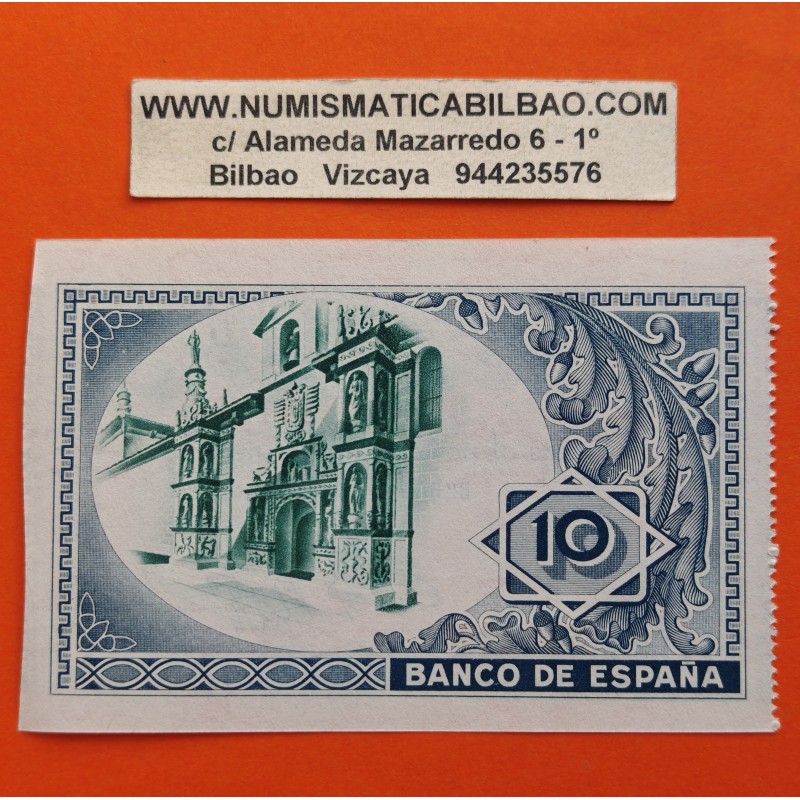 WWW.NUMISMATICABILBAO.COM
c/ Alameda Mazarredo 6 - 1º
Bilbao Vizcaya 944235576
10
BANCO DE ESPAÑA